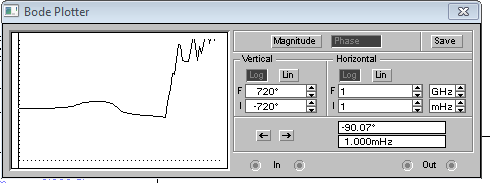 Bode Plotter
Magnitude Phase Save
Vertical Horizontal
Log Lin Log Lin
F 720° F 1 GHz
I -720° I 1 mHz
-90.07°
1.000mHz
In Out